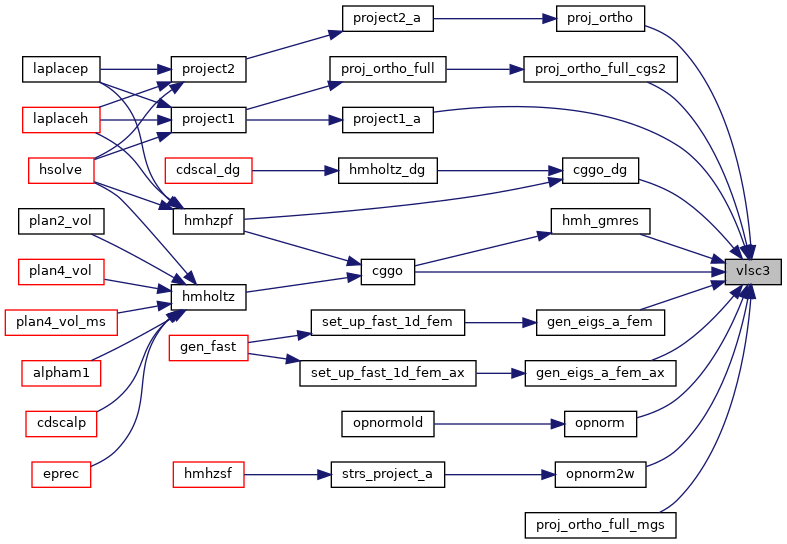 project2_a
proj_ortho
laplacep
project2
proj_ortho_full
proj_ortho_full_cgs2
laplaceh
project1
project1_a
hsolve
cdscal_dg
hmholtz_dg
cggo_dg
plan2_vol
hmhzpf
hmh_gmres
plan4_vol
cggo
vlsc3
hmholtz
plan4_vol_ms
set_up_fast_1d_fem
gen_eigs_a_fem
gen_fast
alpham1
set_up_fast_1d_fem_ax
gen_eigs_a_fem_ax
cdscalp
opnormold
opnorm
eprec
hmhzsf
strs_project_a
opnorm2w
proj_ortho_full_mgs